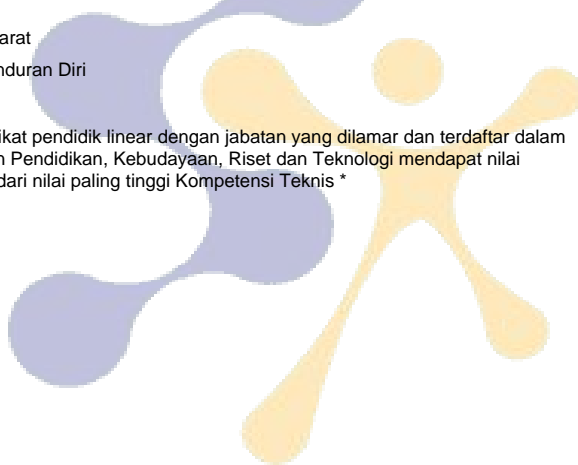 arat
nduran Diri
ikat pendidik linear dengan jabatan yang dilamar dan terdaftar dalam
n Pendidikan, Kebudayaan, Riset dan Teknologi mendapat nilai
dari nilai paling tinggi Kompetensi Teknis *